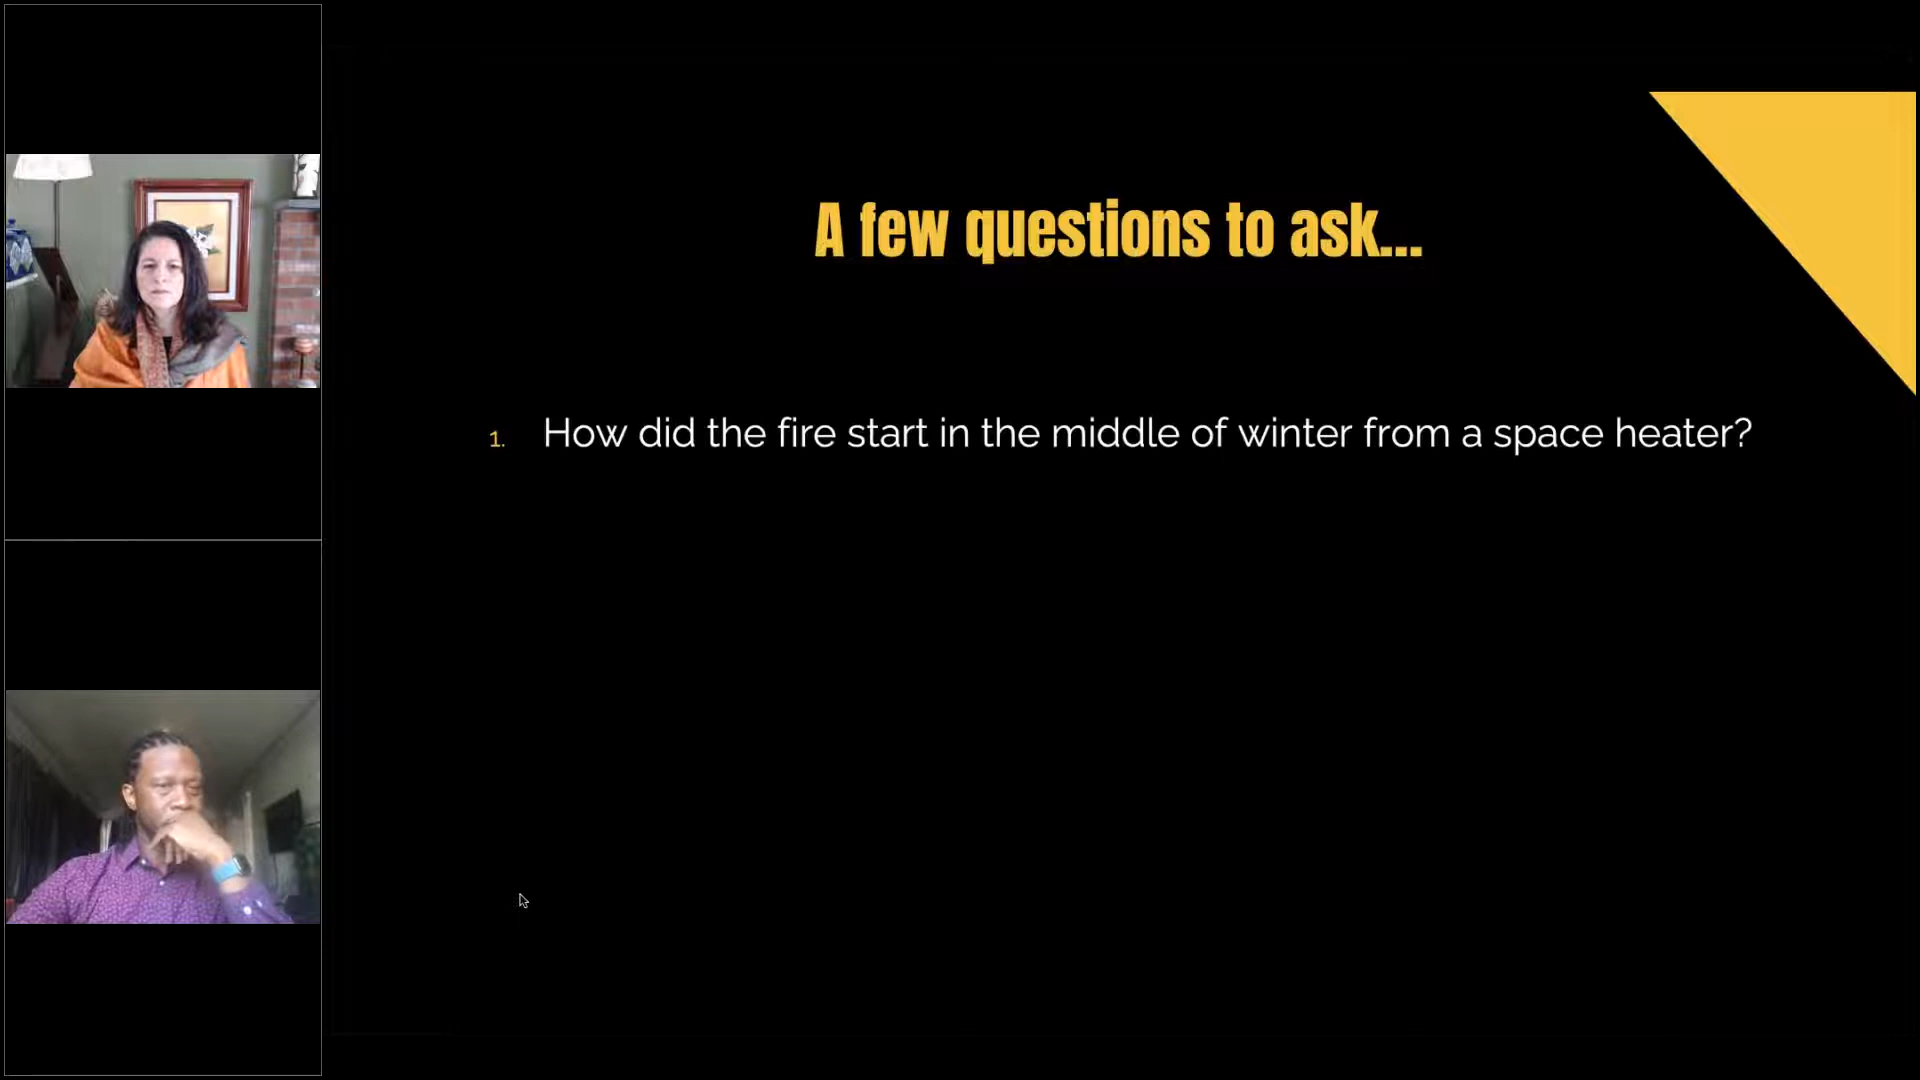 A few questions to ask...
1. How did the fire start in the middle of winter from a space heater?